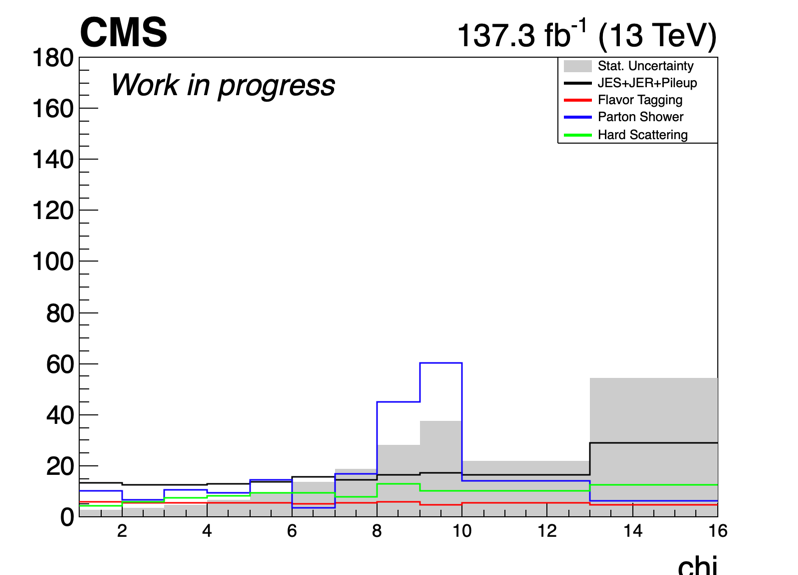 CMS 137.3 fb⁻¹ (13 TeV)
Work in progress
Stat. Uncertainty
JES+JER+Pileup
Flavor Tagging
Parton Shower
Hard Scattering
180
160
140
120
100
80
60
40
20
0
2 4 6 8 10 12 14 16
chi